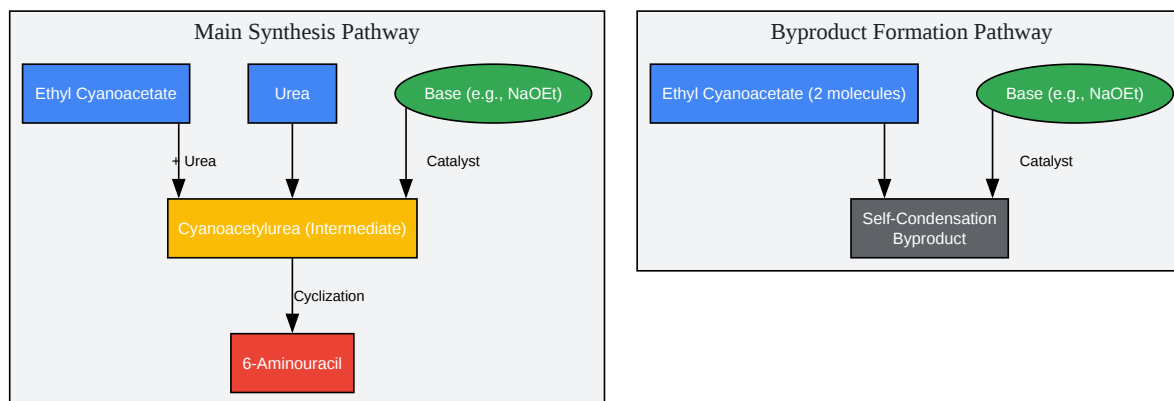 Main Synthesis Pathway
Ethyl Cyanoacetate
Urea
Base (e.g., NaOEt)
+ Urea
Catalyst
Cyanoacetylurea (Intermediate)
Cyclization
6-Aminouracil
Byproduct Formation Pathway
Ethyl Cyanoacetate (2 molecules)
Base (e.g., NaOEt)
Catalyst
Self-Condensation
Byproduct